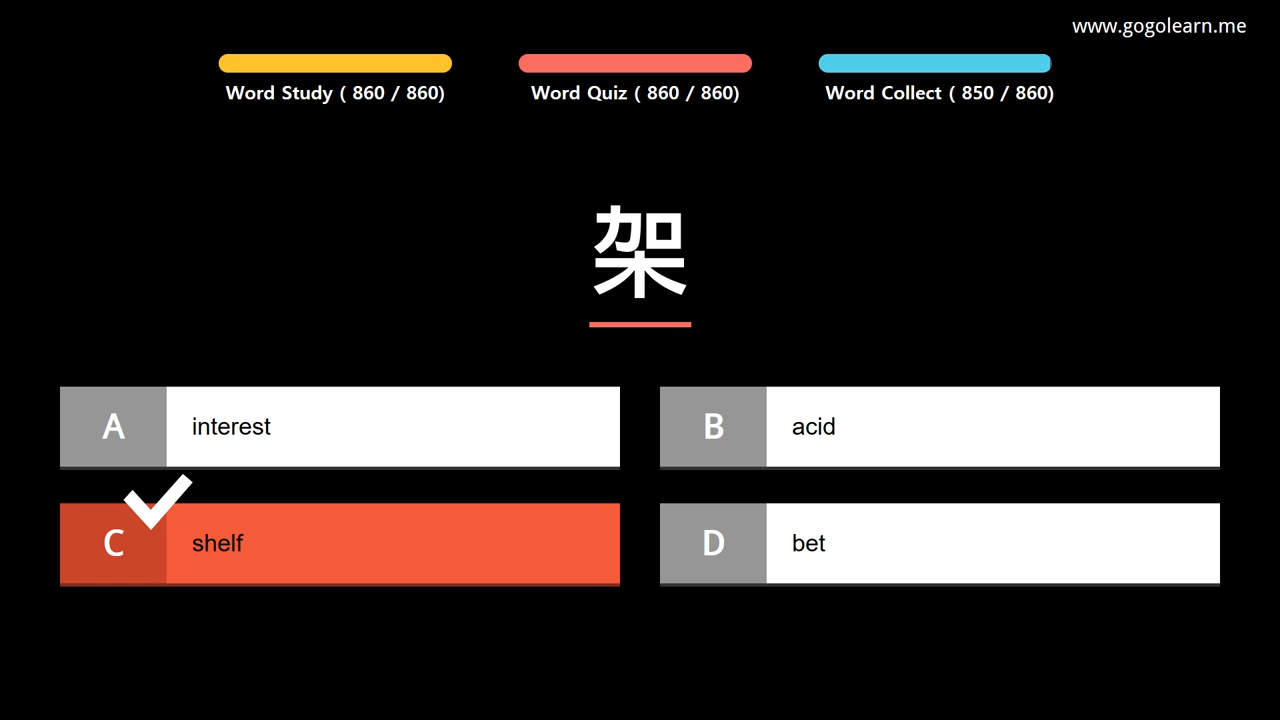 www.gogolearn.me
Word Study ( 860 / 860)
Word Quiz ( 860 / 860)
Word Collect ( 850 / 860)
架
A interest
B acid
C shelf
D bet